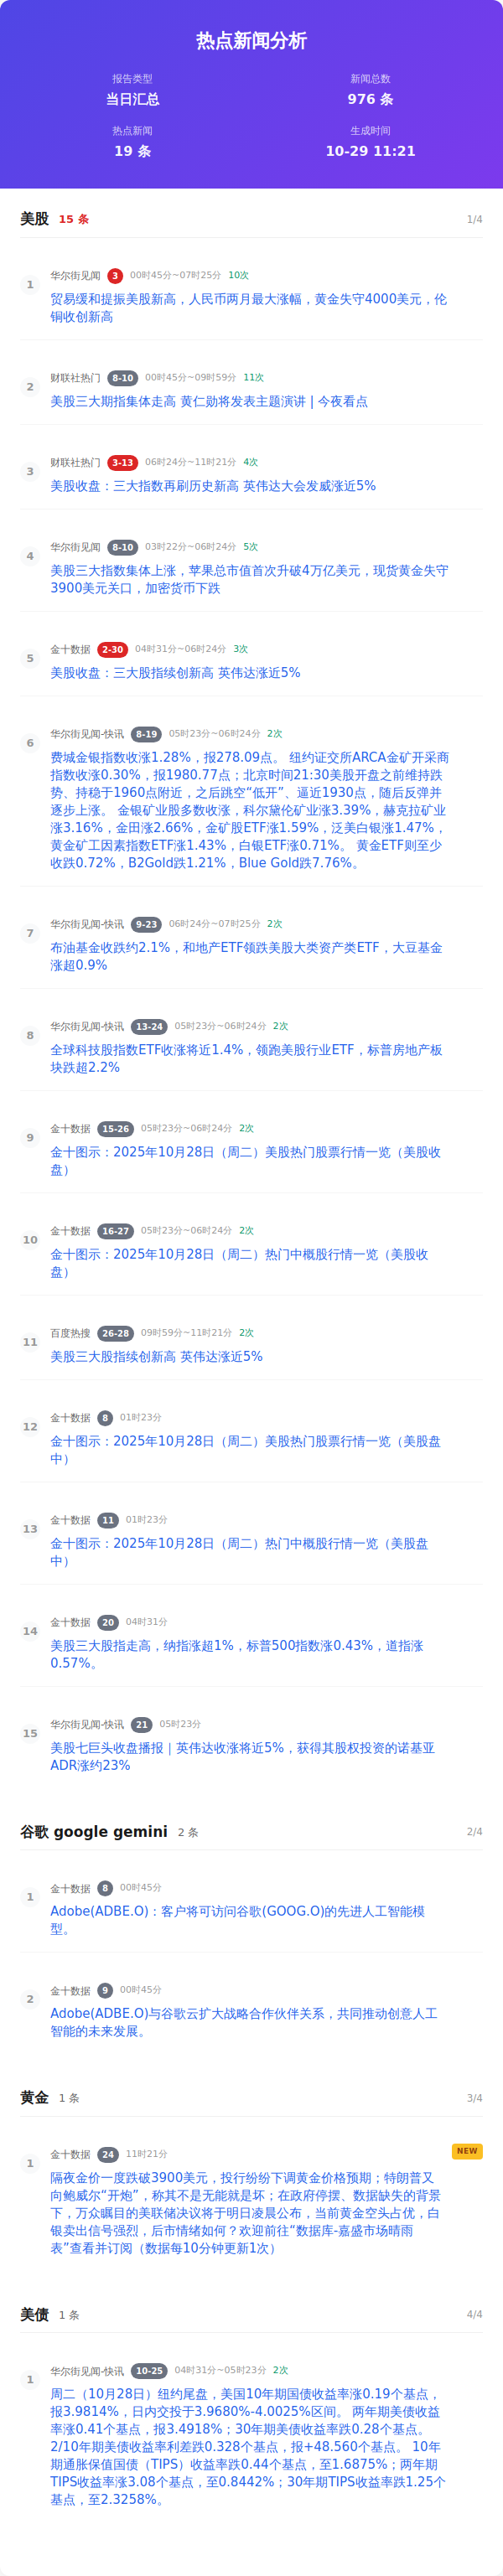 热点新闻分析
报告类型
当日汇总
新闻总数
976 条
热点新闻
19 条
生成时间
10-29 11:21
美股 15 条 1/4
1
华尔街见闻 3 00时45分~07时25分 10次
贸易缓和提振美股新高，人民币两月最大涨幅，黄金失守4000美元，伦
铜收创新高
2
财联社热门 8-10 00时45分~09时59分 11次
美股三大期指集体走高 黄仁勋将发表主题演讲 | 今夜看点
3
财联社热门 3-13 06时24分~11时21分 4次
美股收盘：三大指数再刷历史新高 英伟达大会发威涨近5%
4
华尔街见闻 8-10 03时22分~06时24分 5次
美股三大指数集体上涨，苹果总市值首次升破4万亿美元，现货黄金失守
3900美元关口，加密货币下跌
5
金十数据 2-30 04时31分~06时24分 3次
美股收盘：三大股指续创新高 英伟达涨近5%
6
华尔街见闻-快讯 8-19 05时23分~06时24分 2次
费城金银指数收涨1.28%，报278.09点。 纽约证交所ARCA金矿开采商
指数收涨0.30%，报1980.77点；北京时间21:30美股开盘之前维持跌
势、持稳于1960点附近，之后跳空“低开”、逼近1930点，随后反弹并
逐步上涨。 金银矿业股多数收涨，科尔黛伦矿业涨3.39%，赫克拉矿业
涨3.16%，金田涨2.66%，金矿股ETF涨1.59%，泛美白银涨1.47%，
黄金矿工因素指数ETF涨1.43%，白银ETF涨0.71%。 黄金ETF则至少
收跌0.72%，B2Gold跌1.21%，Blue Gold跌7.76%。
7
华尔街见闻-快讯 9-23 06时24分~07时25分 2次
布油基金收跌约2.1%，和地产ETF领跌美股大类资产类ETF，大豆基金
涨超0.9%
8
华尔街见闻-快讯 13-24 05时23分~06时24分 2次
全球科技股指数ETF收涨将近1.4%，领跑美股行业ETF，标普房地产板
块跌超2.2%
9
金十数据 15-26 05时23分~06时24分 2次
金十图示：2025年10月28日（周二）美股热门股票行情一览（美股收
盘）
10
金十数据 16-27 05时23分~06时24分 2次
金十图示：2025年10月28日（周二）热门中概股行情一览（美股收
盘）
11
百度热搜 26-28 09时59分~11时21分 2次
美股三大股指续创新高 英伟达涨近5%
12
金十数据 8 01时23分
金十图示：2025年10月28日（周二）美股热门股票行情一览（美股盘
中）
13
金十数据 11 01时23分
金十图示：2025年10月28日（周二）热门中概股行情一览（美股盘
中）
14
金十数据 20 04时31分
美股三大股指走高，纳指涨超1%，标普500指数涨0.43%，道指涨
0.57%。
15
华尔街见闻-快讯 21 05时23分
美股七巨头收盘播报｜英伟达收涨将近5%，获得其股权投资的诺基亚
ADR涨约23%
谷歌 google gemini 2 条 2/4
1
金十数据 8 00时45分
Adobe(ADBE.O)：客户将可访问谷歌(GOOG.O)的先进人工智能模
型。
2
金十数据 9 00时45分
Adobe(ADBE.O)与谷歌云扩大战略合作伙伴关系，共同推动创意人工
智能的未来发展。
黄金 1 条 3/4
1
金十数据 24 11时21分
NEW
隔夜金价一度跌破3900美元，投行纷纷下调黄金价格预期；特朗普又
向鲍威尔“开炮”，称其不是无能就是坏；在政府停摆、数据缺失的背景
下，万众瞩目的美联储决议将于明日凌晨公布，当前黄金空头占优，白
银卖出信号强烈，后市情绪如何？欢迎前往“数据库-嘉盛市场晴雨
表”查看并订阅（数据每10分钟更新1次）
美债 1 条 4/4
1
华尔街见闻-快讯 10-25 04时31分~05时23分 2次
周二（10月28日）纽约尾盘，美国10年期国债收益率涨0.19个基点，
报3.9814%，日内交投于3.9680%-4.0025%区间。 两年期美债收益
率涨0.41个基点，报3.4918%；30年期美债收益率跌0.28个基点。
2/10年期美债收益率利差跌0.328个基点，报+48.560个基点。 10年
期通胀保值国债（TIPS）收益率跌0.44个基点，至1.6875%；两年期
TIPS收益率涨3.08个基点，至0.8442%；30年期TIPS收益率跌1.25个
基点，至2.3258%。